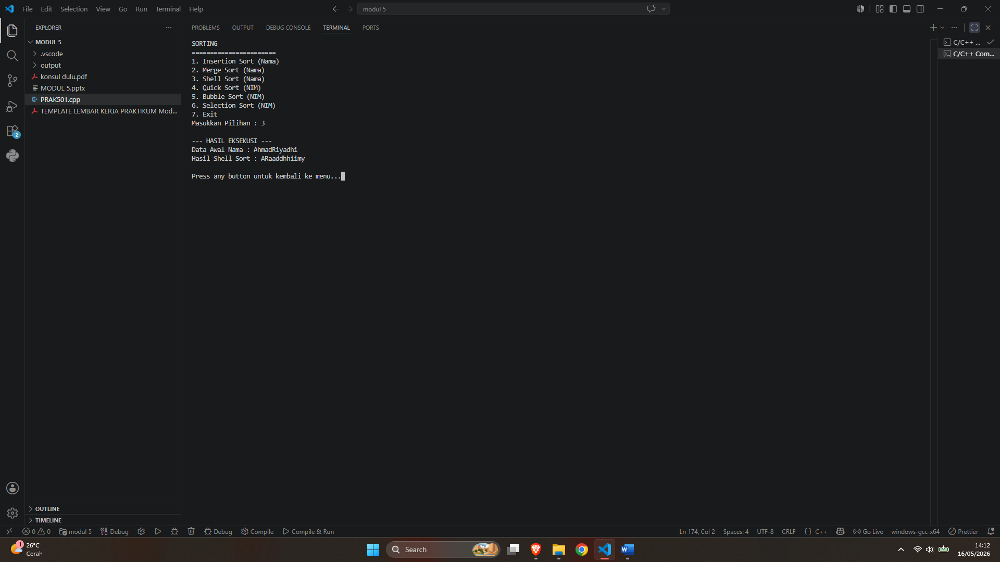 File Edit Selection View Go Run Terminal Help
modul 5
EXPLORER
MODUL 5
.vscode
output
konsul dulu.pdf
MODUL 5.pptx
PRAK501.cpp
TEMPLATE LEMBAR KERJA PRAKTIKUM Mod...
OUTLINE
TIMELINE
PROBLEMS OUTPUT DEBUG CONSOLE TERMINAL PORTS
SORTING
=======================
1. Insertion Sort (Nama)
2. Merge Sort (Nama)
3. Shell Sort (Nama)
4. Quick Sort (NIM)
5. Bubble Sort (NIM)
6. Selection Sort (NIM)
7. Exit
Masukkan Pilihan : 3
--- HASIL EKSEKUSI ---
Data Awal Nama : AhmadRiyadhi
Hasil Shell Sort : ARaaddhhiimy
Press any button untuk kembali ke menu...
C/C++ ...
C/C++ Com...
2
0 0 modul 5 Debug Debug Compile Compile & Run
Ln 174, Col 2 Spaces: 4 UTF-8 CRLF { } C++ Go Live windows-gcc-x64 Prettier
1
26°C
Cerah
Search
14:12
16/05/2026